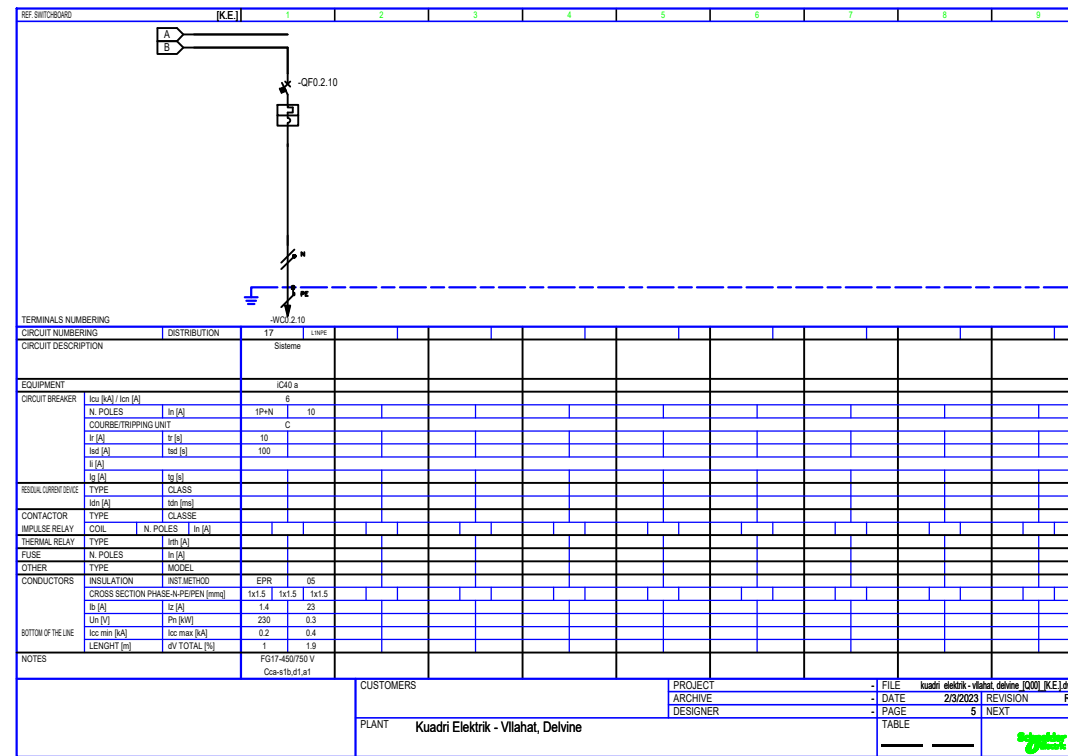 REF. SWITCHBOARD [K.E.] 1 2 3 4 5 6 7 8 9
A
B
-QF0.2.10
N
PE
TERMINALS NUMBERING -WC0.2.10
CIRCUIT NUMBERING DISTRIBUTION 17 L1NPE
CIRCUIT DESCRIPTION Sisteme
EQUIPMENT iC40 a
CIRCUIT BREAKER Icu [kA] / Icn [A] 6
N. POLES In [A] 1P+N 10
COURBE/TRIPPING UNIT C
Ir [A] tr [s] 10
Isd [A] tsd [s] 100
Ii [A]
Ig [A] tg [s]
RESIDUAL CURRENT DEVICE TYPE CLASS
Idn [A] tdn [ms]
CONTACTOR TYPE CLASSE
IMPULSE RELAY COIL N. POLES In [A]
THERMAL RELAY TYPE Irth [A]
FUSE N. POLES In [A]
OTHER TYPE MODEL
CONDUCTORS INSULATION INST.METHOD EPR 05
CROSS SECTION PHASE-N-PE/PEN [mmq] 1x1.5 1x1.5 1x1.5
Ib [A] Iz [A] 1.4 23
Un [V] Pn [kW] 230 0.3
BOTTOM OF THE LINE Icc min [kA] Icc max [kA] 0.2 0.4
LENGHT [m] dV TOTAL [%] 1 1.9
NOTES FG17-450/750 V
Cca-s1b,d1,a1
CUSTOMERS PROJECT - FILE kuadri elektrik - vllahat, delvine_[Q00]_[K.E.]
ARCHIVE - DATE 2/3/2023 REVISION
DESIGNER - PAGE 5 NEXT
PLANT Kuadri Elektrik - Vllahat, Delvine TABLE
Schneider Electric